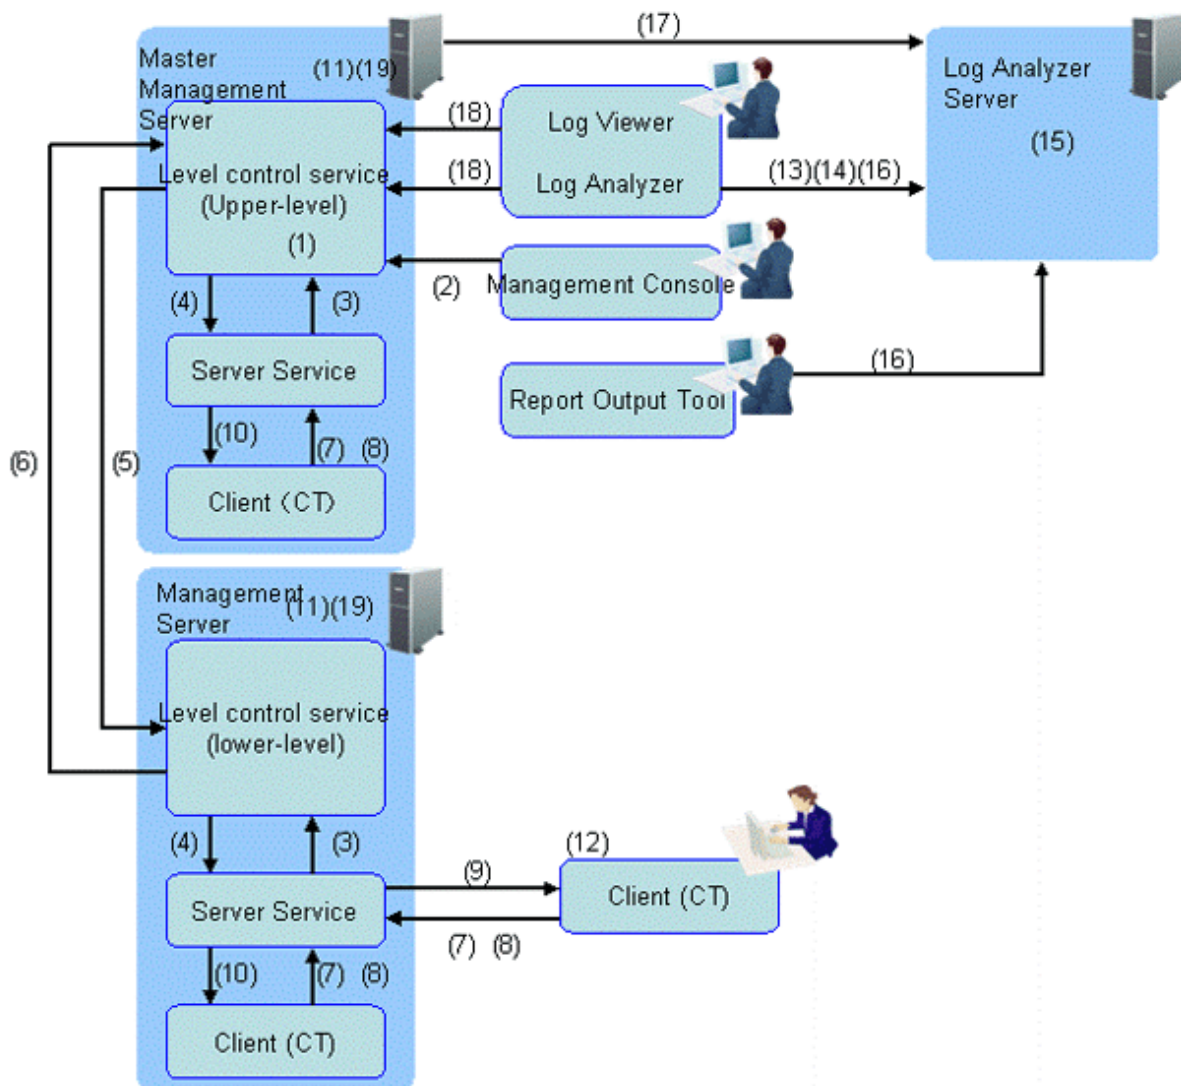 (17)
Master
Management
Server
(11)(19)
Log Analyzer
Server
(15)
(18)
Log Viewer
(18)
Log Analyzer
(13)(14)(16)
Level control service
(Upper-level)
(1)
(2)
Management Console
(4)
(3)
Server Service
(16)
Report Output Tool
(10)
(7) (8)
(6)
(5)
Client (CT)
Management
Server
(11)(19)
Level control service
(lower-level)
(4)
(3)
(12)
Server Service
(9)
Client (CT)
(7) (8)
(10)
(7) (8)
Client (CT)